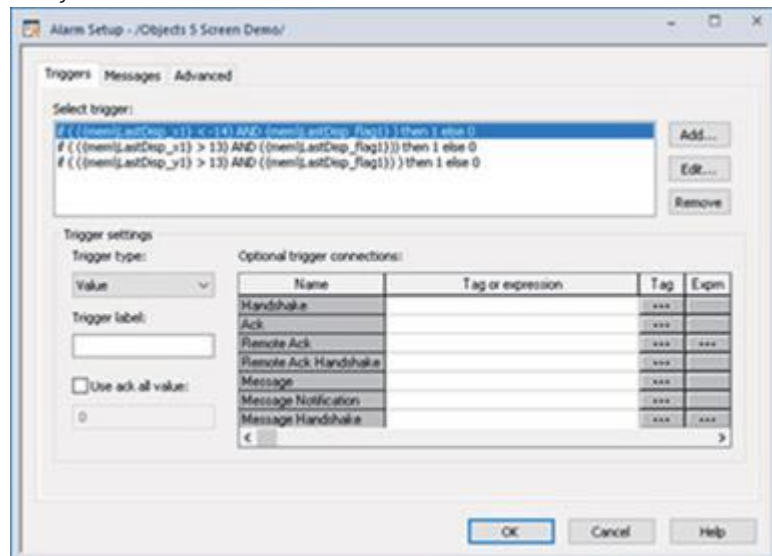 Alarm Setup - /Objects 5 Screen Demo/
Triggers Messages Advanced
Select trigger:
if ( ({mem\LastDisp_v1} < -14) AND {mem\LastDisp_flag1} ) then 1 else 0
if ( ({mem\LastDisp_y1} > 13) AND ({mem\LastDisp_flag1})) then 1 else 0
if ( ({mem\LastDisp_y1} > 13) AND ({mem\LastDisp_flag1}) ) then 1 else 0
Add...
Edit...
Remove
Trigger settings
Trigger type:
Optional trigger connections:
Value
Name Tag or expression Tag Exprn
Handshake ...
Ack ...
Trigger label:
Remote Ack ... ...
Remote Ack Handshake ...
Use ack all value:
Message ...
Message Notification ...
0
Message Handshake ... ...
OK Cancel Help